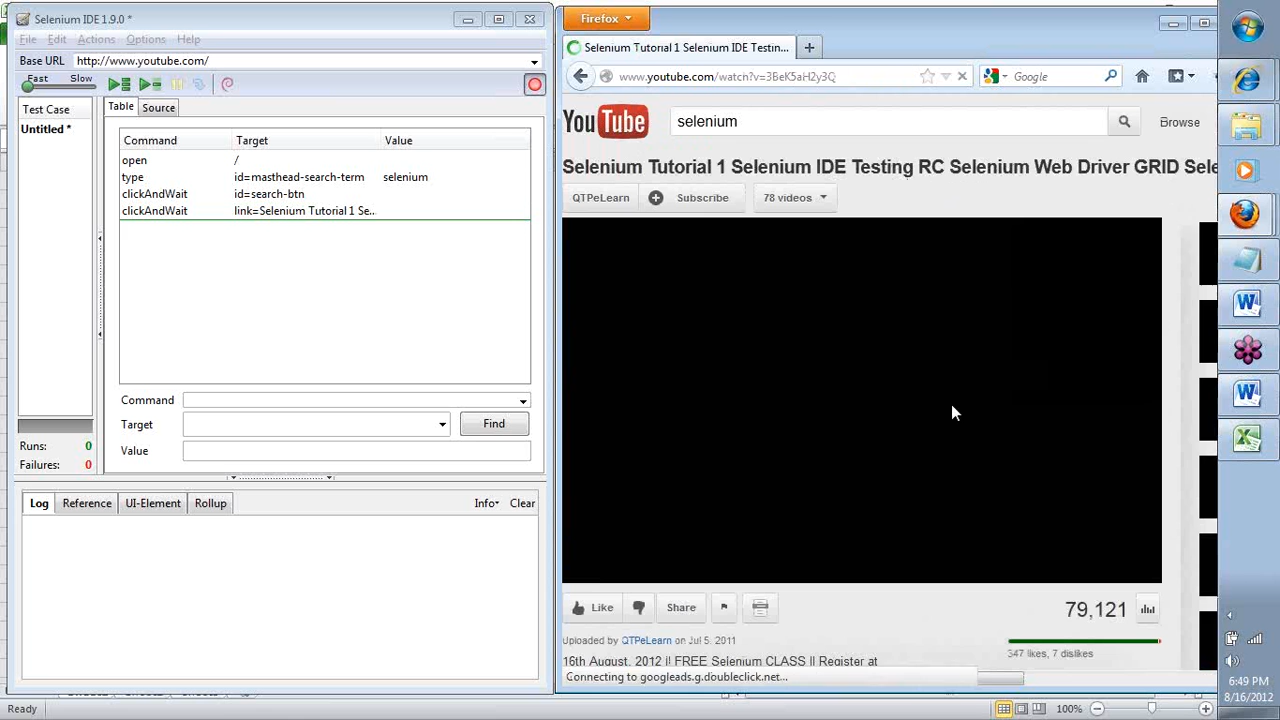 Selenium IDE 1.9.0 *
File Edit Actions Options Help
Base URL http://www.youtube.com/
Fast Slow
Test Case
Untitled *
Table Source
Command Target Value
open /
type id=masthead-search-term selenium
clickAndWait id=search-btn
clickAndWait link=Selenium Tutorial 1 Se...
Command
Target Find
Value
Runs: 0
Failures: 0
Log Reference UI-Element Rollup Info Clear
Ready
Firefox
Selenium Tutorial 1 Selenium IDE Testin...
www.youtube.com/watch?v=3BeK5aH2y3Q
Google
YouTube
selenium
Browse
Selenium Tutorial 1 Selenium IDE Testing RC Selenium Web Driver GRID Sele
QTPeLearn Subscribe 78 videos
Like Share 79,121
Uploaded by QTPeLearn on Jul 5, 2011
347 likes, 7 dislikes
16th August, 2012 || FREE Selenium CLASS || Register at
Connecting to googleads.g.doubleclick.net...
100%
6:49 PM
8/16/2012